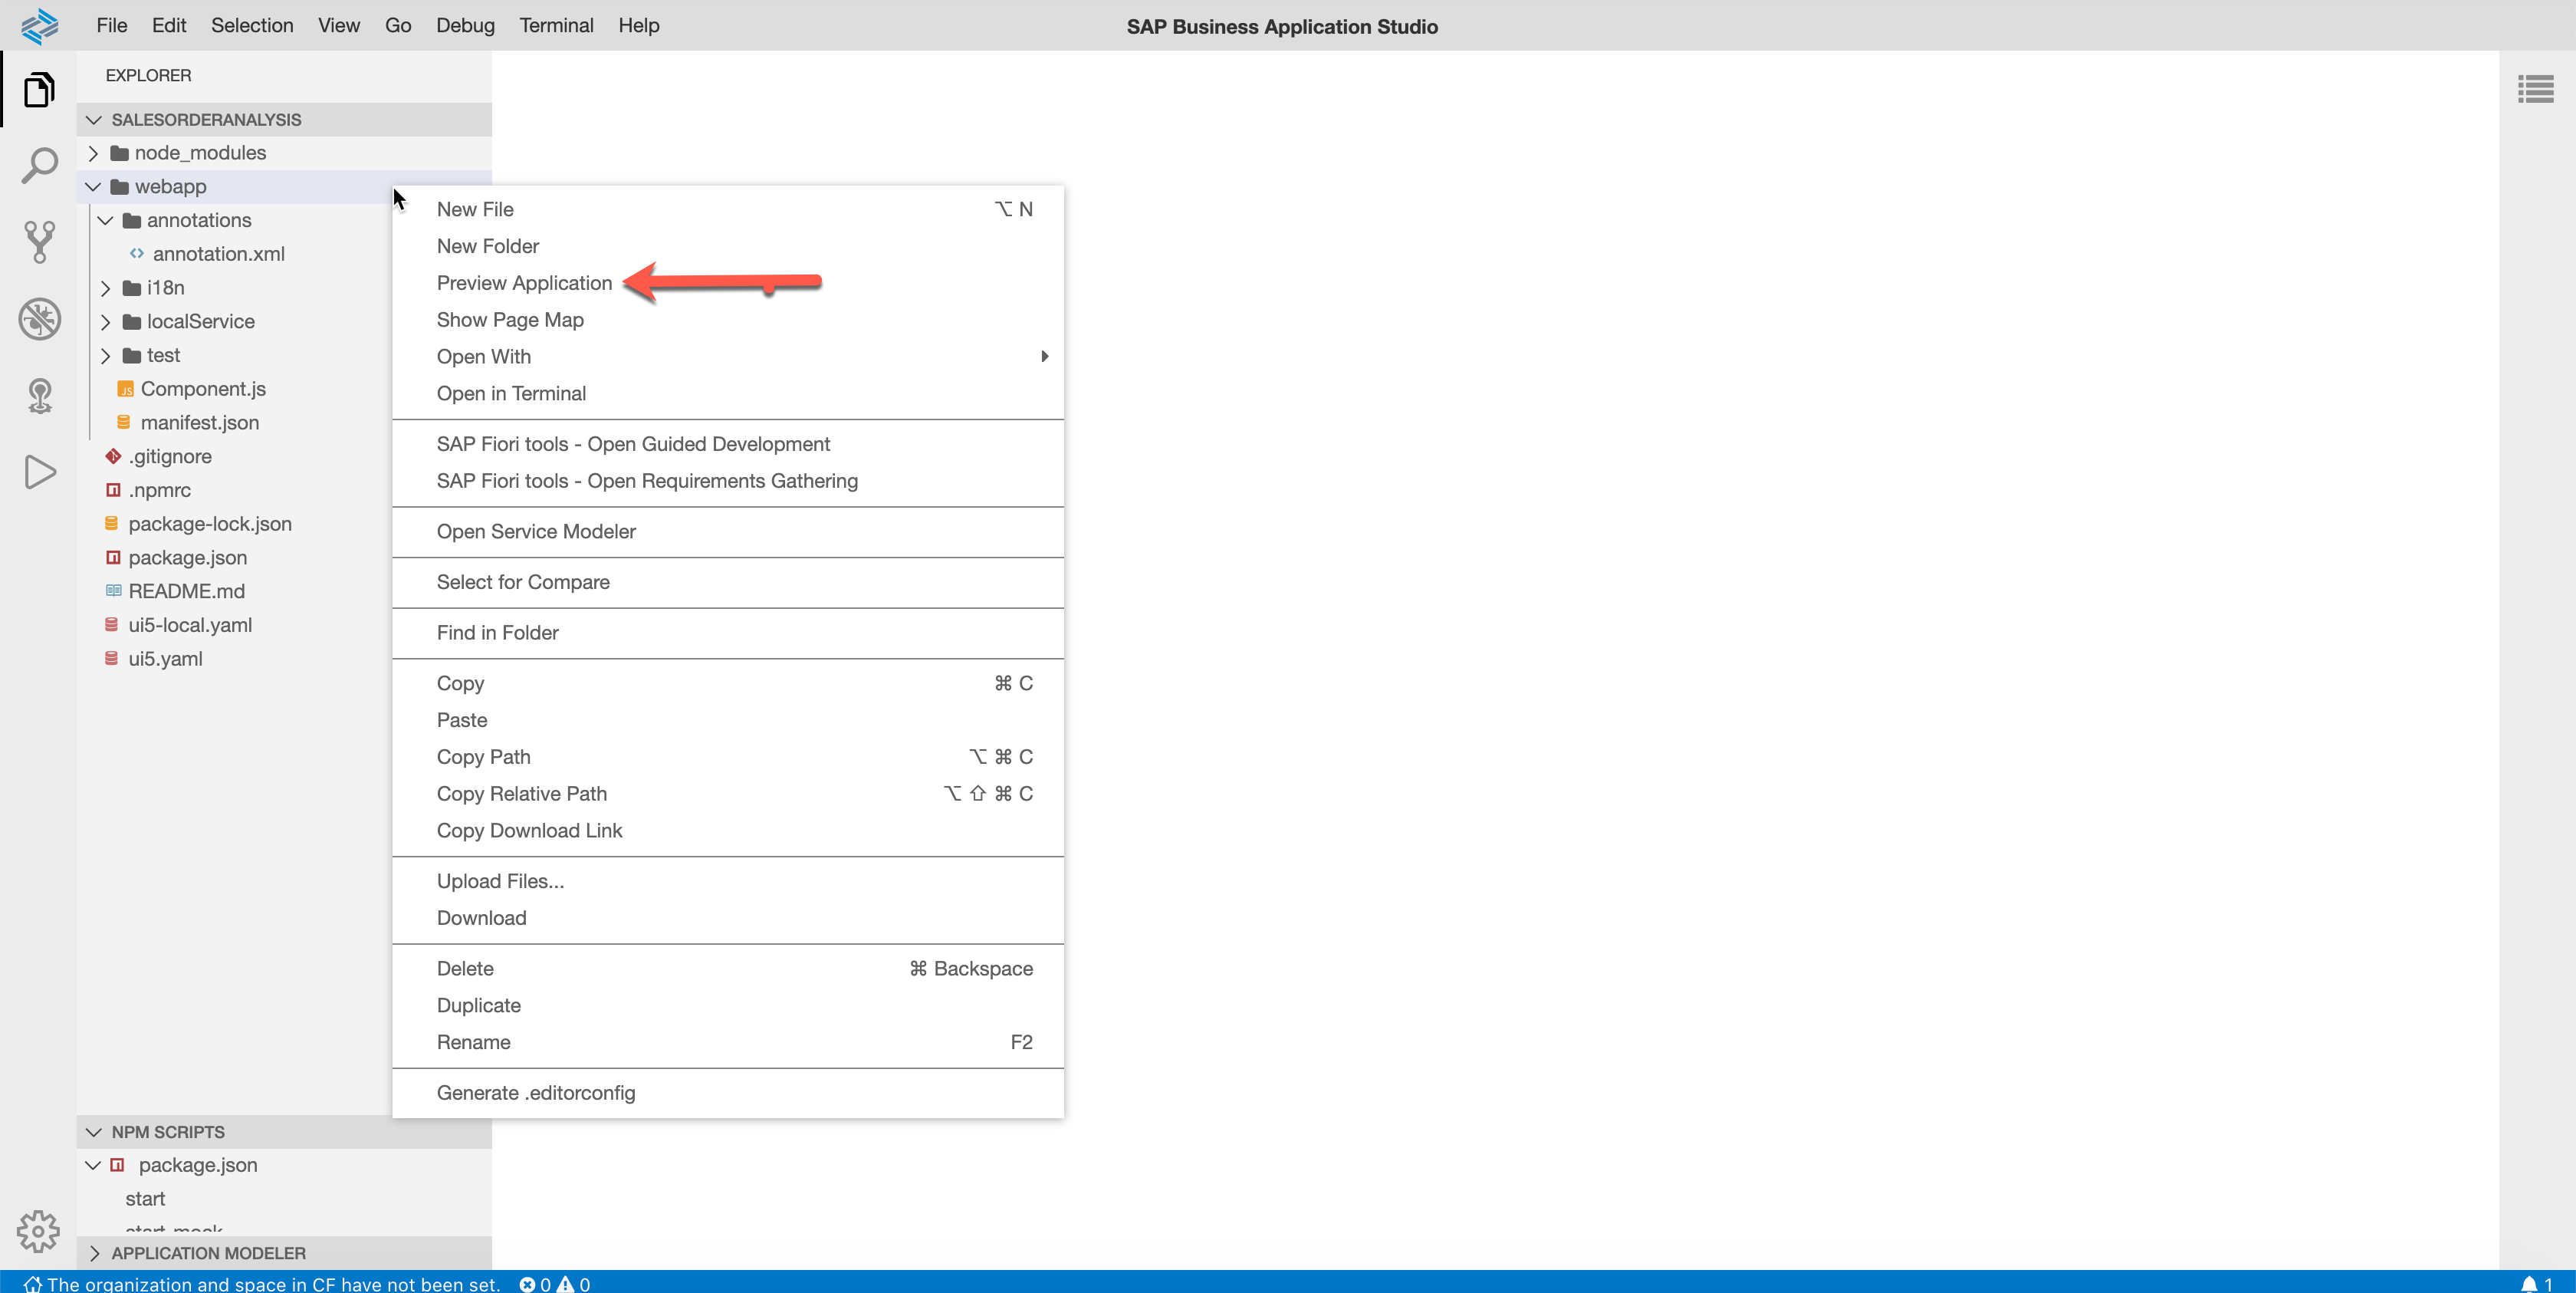 File Edit Selection View Go Debug Terminal Help
SAP Business Application Studio
EXPLORER
SALESORDERANALYSIS
node_modules
webapp
annotations
annotation.xml
i18n
localService
test
Component.js
manifest.json
.gitignore
.npmrc
package-lock.json
package.json
README.md
ui5-local.yaml
ui5.yaml
New File ⌥ N
New Folder
Preview Application
Show Page Map
Open With
Open in Terminal
SAP Fiori tools - Open Guided Development
SAP Fiori tools - Open Requirements Gathering
Open Service Modeler
Select for Compare
Find in Folder
Copy ⌘ C
Paste
Copy Path ⌥ ⌘ C
Copy Relative Path ⌥ ⇧ ⌘ C
Copy Download Link
Upload Files...
Download
Delete ⌘ Backspace
Duplicate
Rename F2
Generate .editorconfig
NPM SCRIPTS
package.json
start
start-mock
APPLICATION MODELER
The organization and space in CF have not been set. 0 0
1